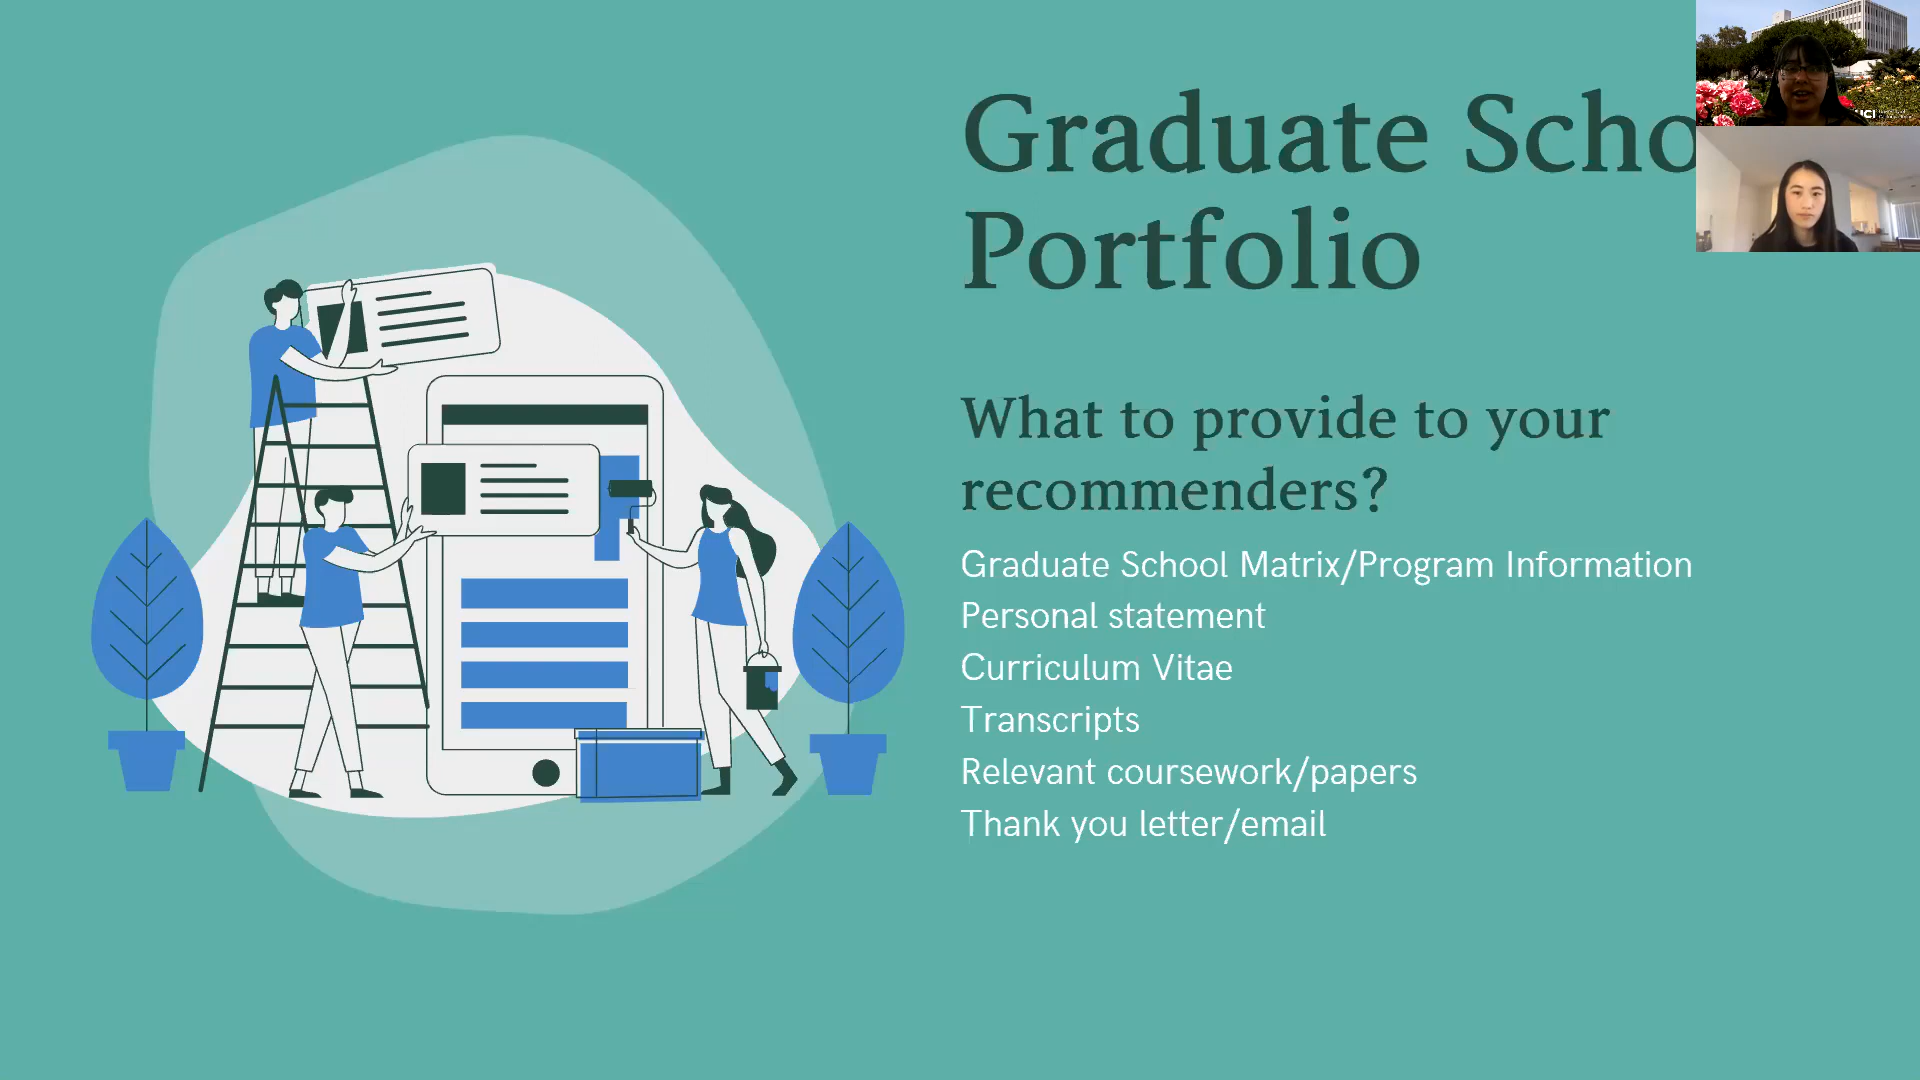 Graduate Scho
Portfolio
What to provide to your
recommenders?
Graduate School Matrix/Program Information
Personal statement
Curriculum Vitae
Transcripts
Relevant coursework/papers
Thank you letter/email
UCI